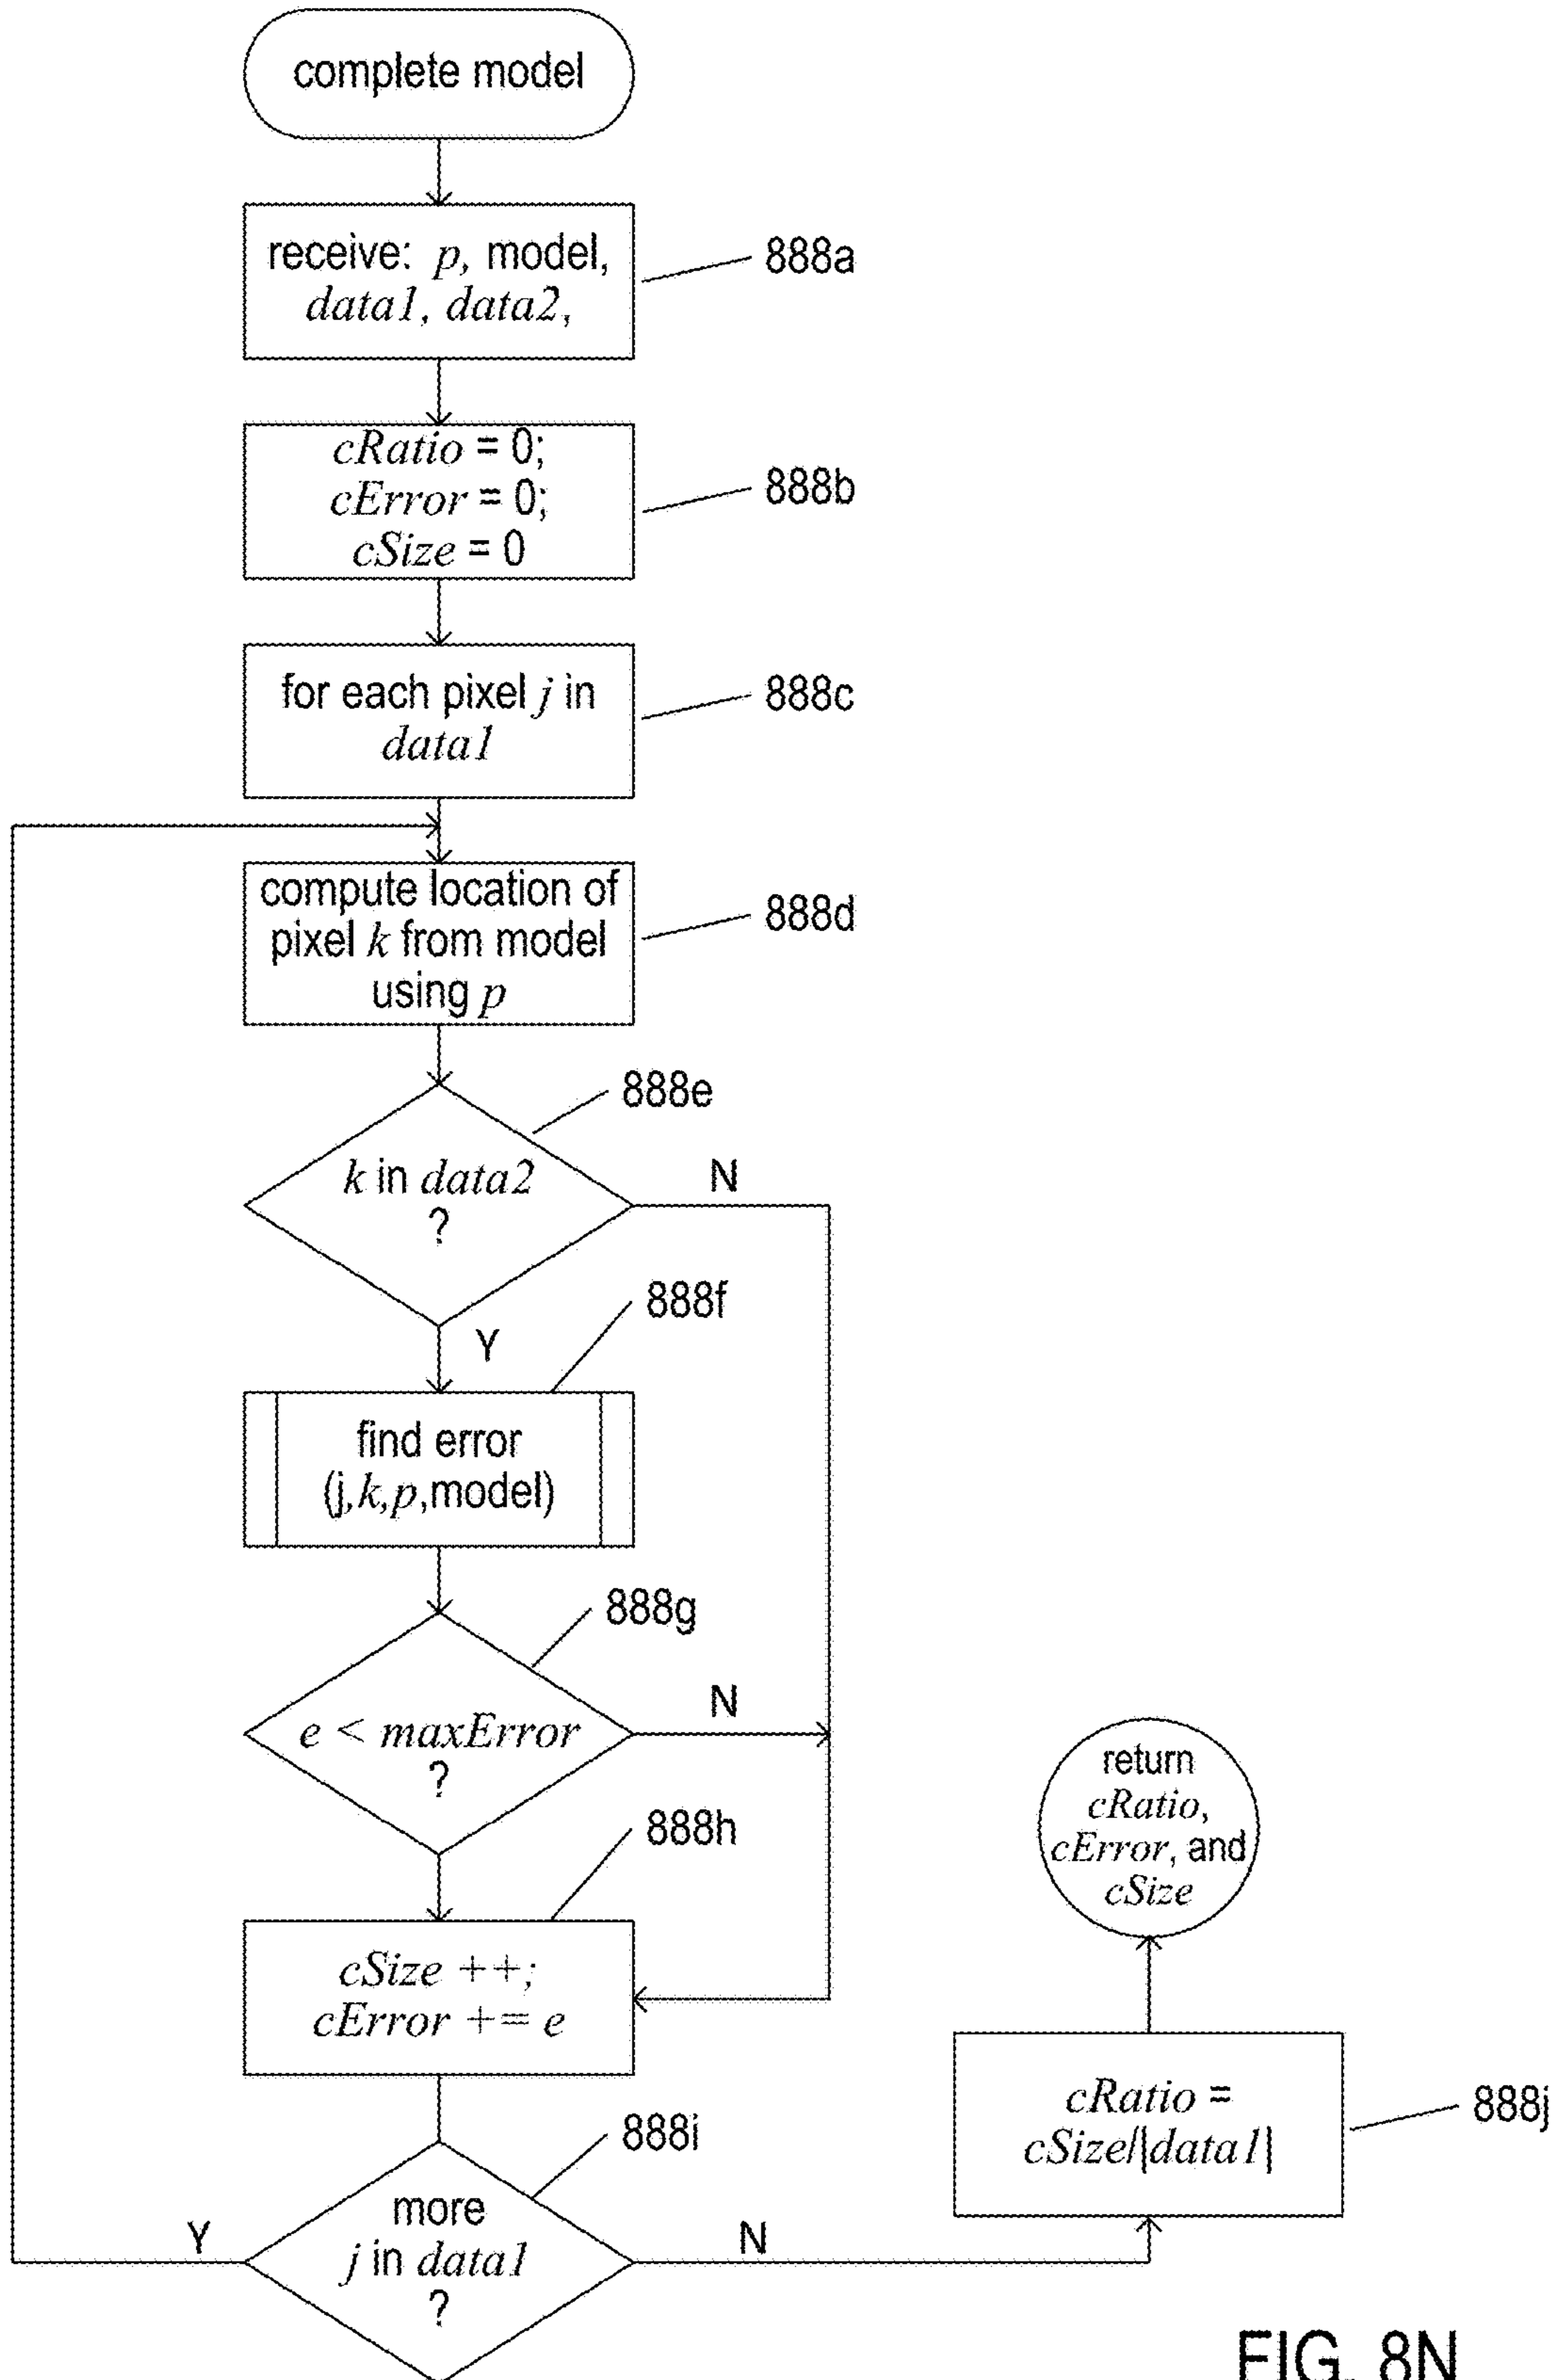 complete model
receive: p, model,
data1, data2,
888a
cRatio = 0;
cError = 0;
cSize = 0
888b
for each pixel j in
data1
888c
compute location of
pixel k from model
using p
888d
888e
k in data2
?
N
Y
888f
find error
(j,k,p,model)
888g
e < maxError
?
N
888h
cSize ++;
cError += e
888i
more
j in data1
?
Y
N
return
cRatio,
cError, and
cSize
cRatio =
cSize/|data1|
888j
FIG. 8N